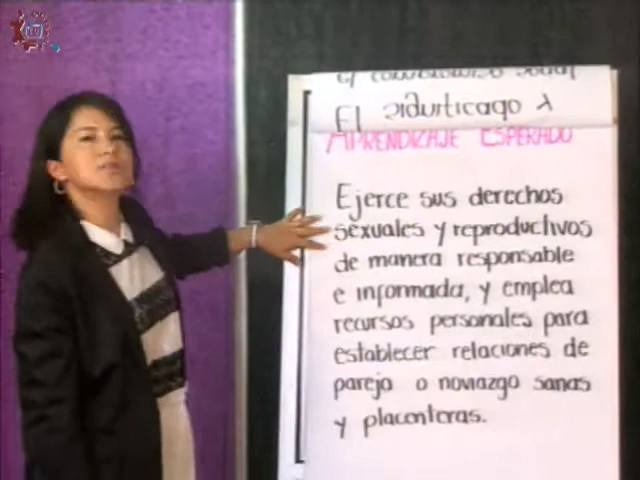 El significado y
APRENDIZAJE ESPERADO
Ejerce sus derechos
sexuales y reproductivos
de manera responsable
e informada, y emplea
recursos personales para
establecer relaciones de
pareja o noviazgo sanas
y placenteras.